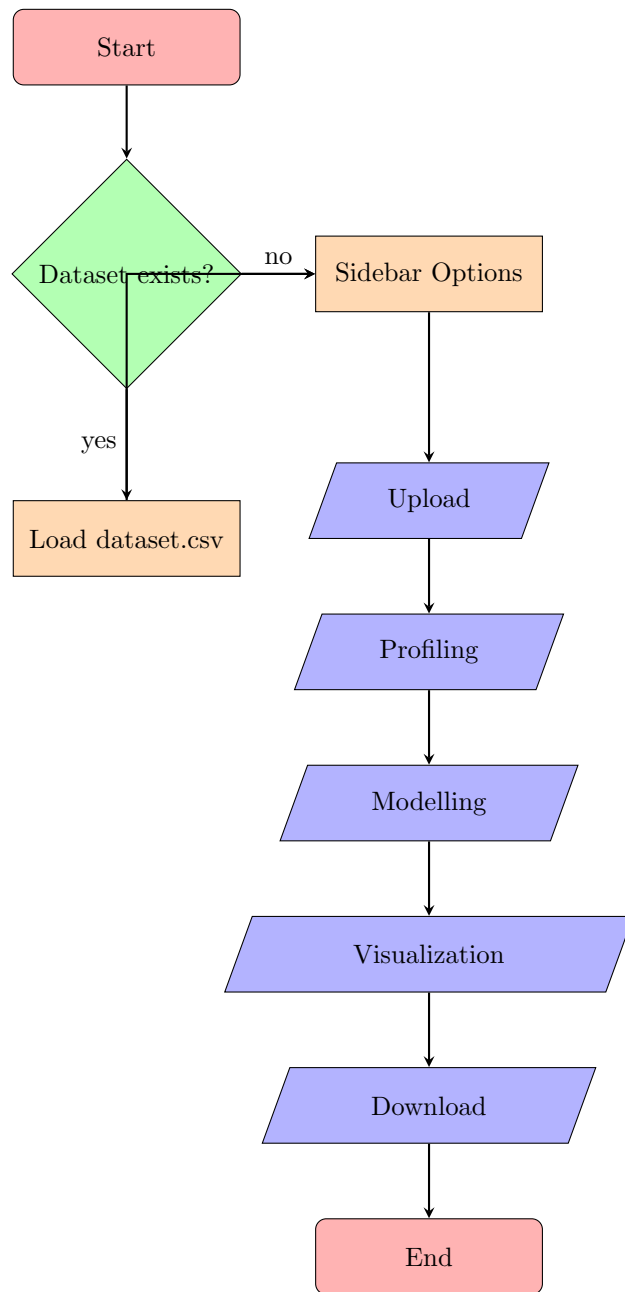 Start
Dataset exists?
no
Sidebar Options
yes
Load dataset.csv
Upload
Profiling
Modelling
Visualization
Download
End